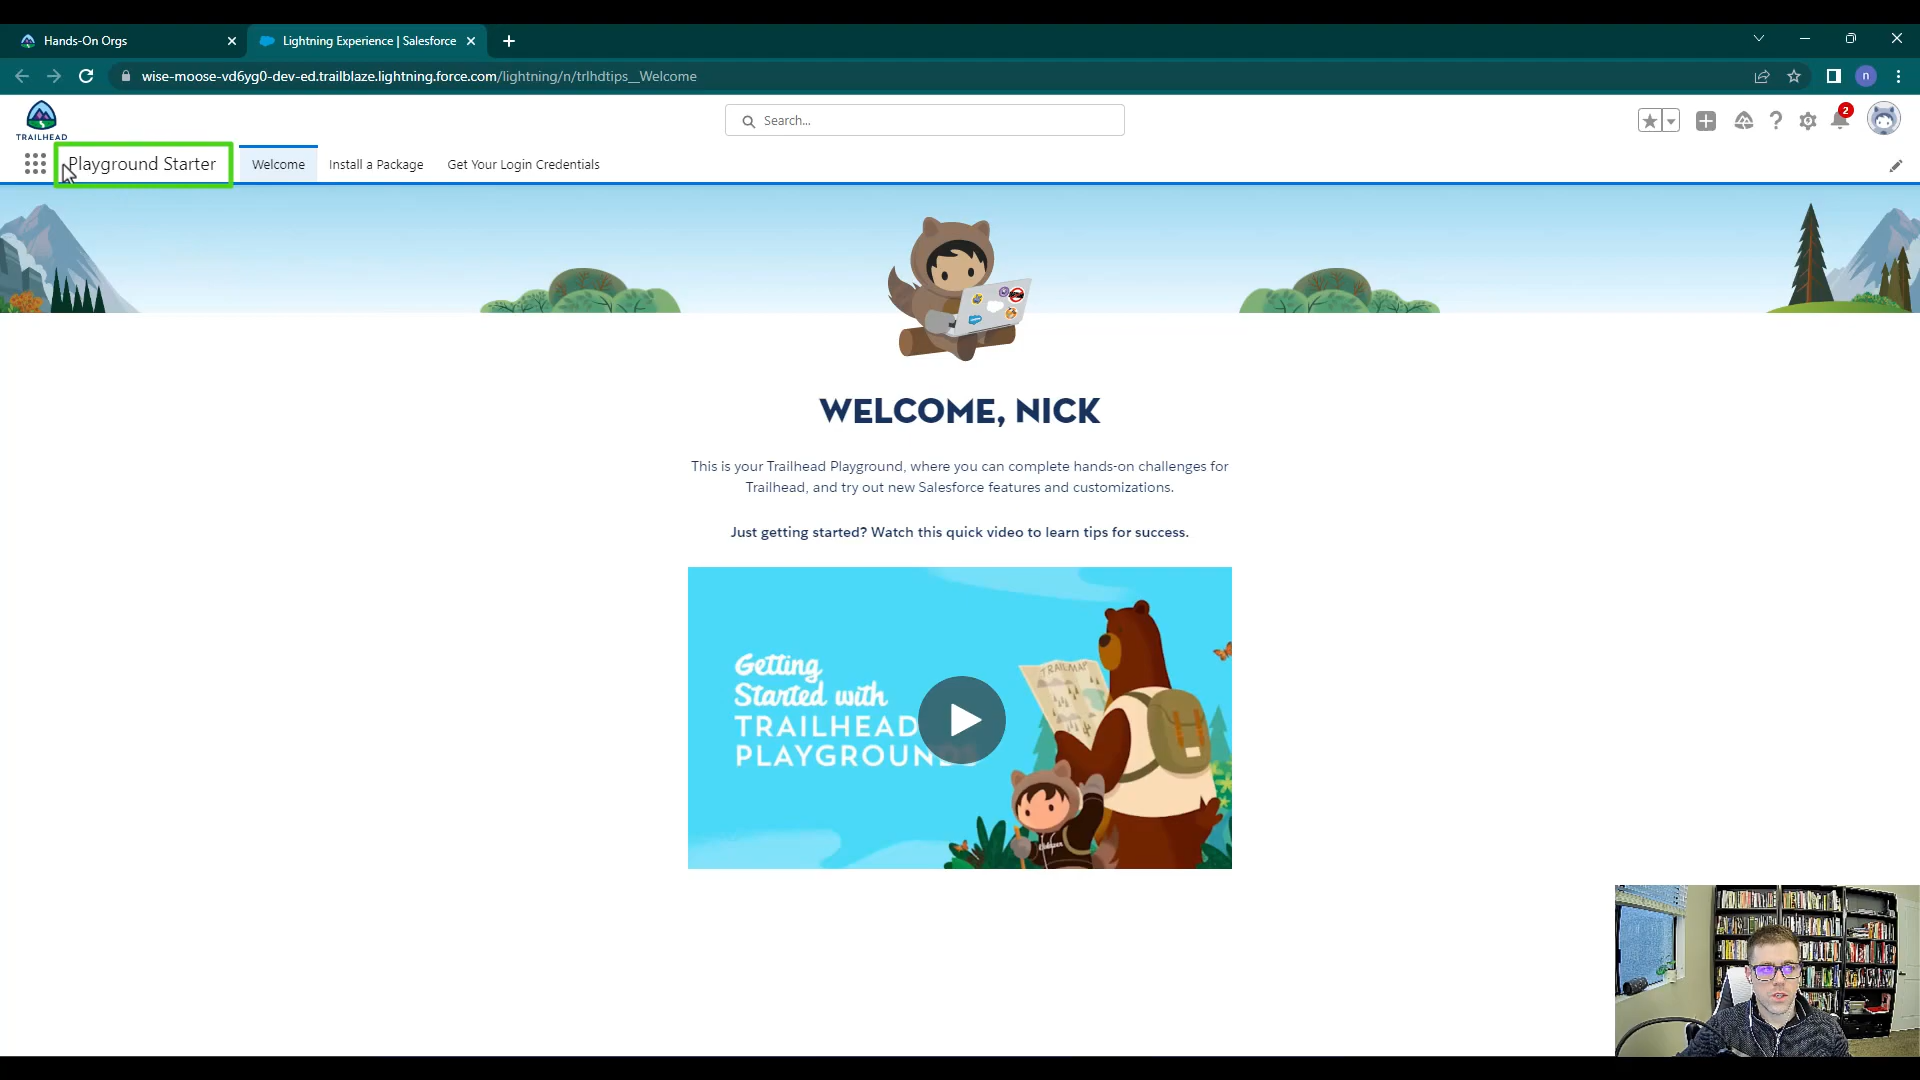 Hands-On Orgs
Lightning Experience | Salesforce
wise-moose-vd6yg0-dev-ed.trailblaze.lightning.force.com/lightning/n/trlhdtips__Welcome
n
TRAILHEAD
Search...
2
Playground Starter
Welcome
Install a Package
Get Your Login Credentials
WELCOME, NICK
This is your Trailhead Playground, where you can complete hands-on challenges for
Trailhead, and try out new Salesforce features and customizations.
Just getting started? Watch this quick video to learn tips for success.
Getting
Started with
TRAILHEAD
PLAYGROUNDS
TRAILMAP